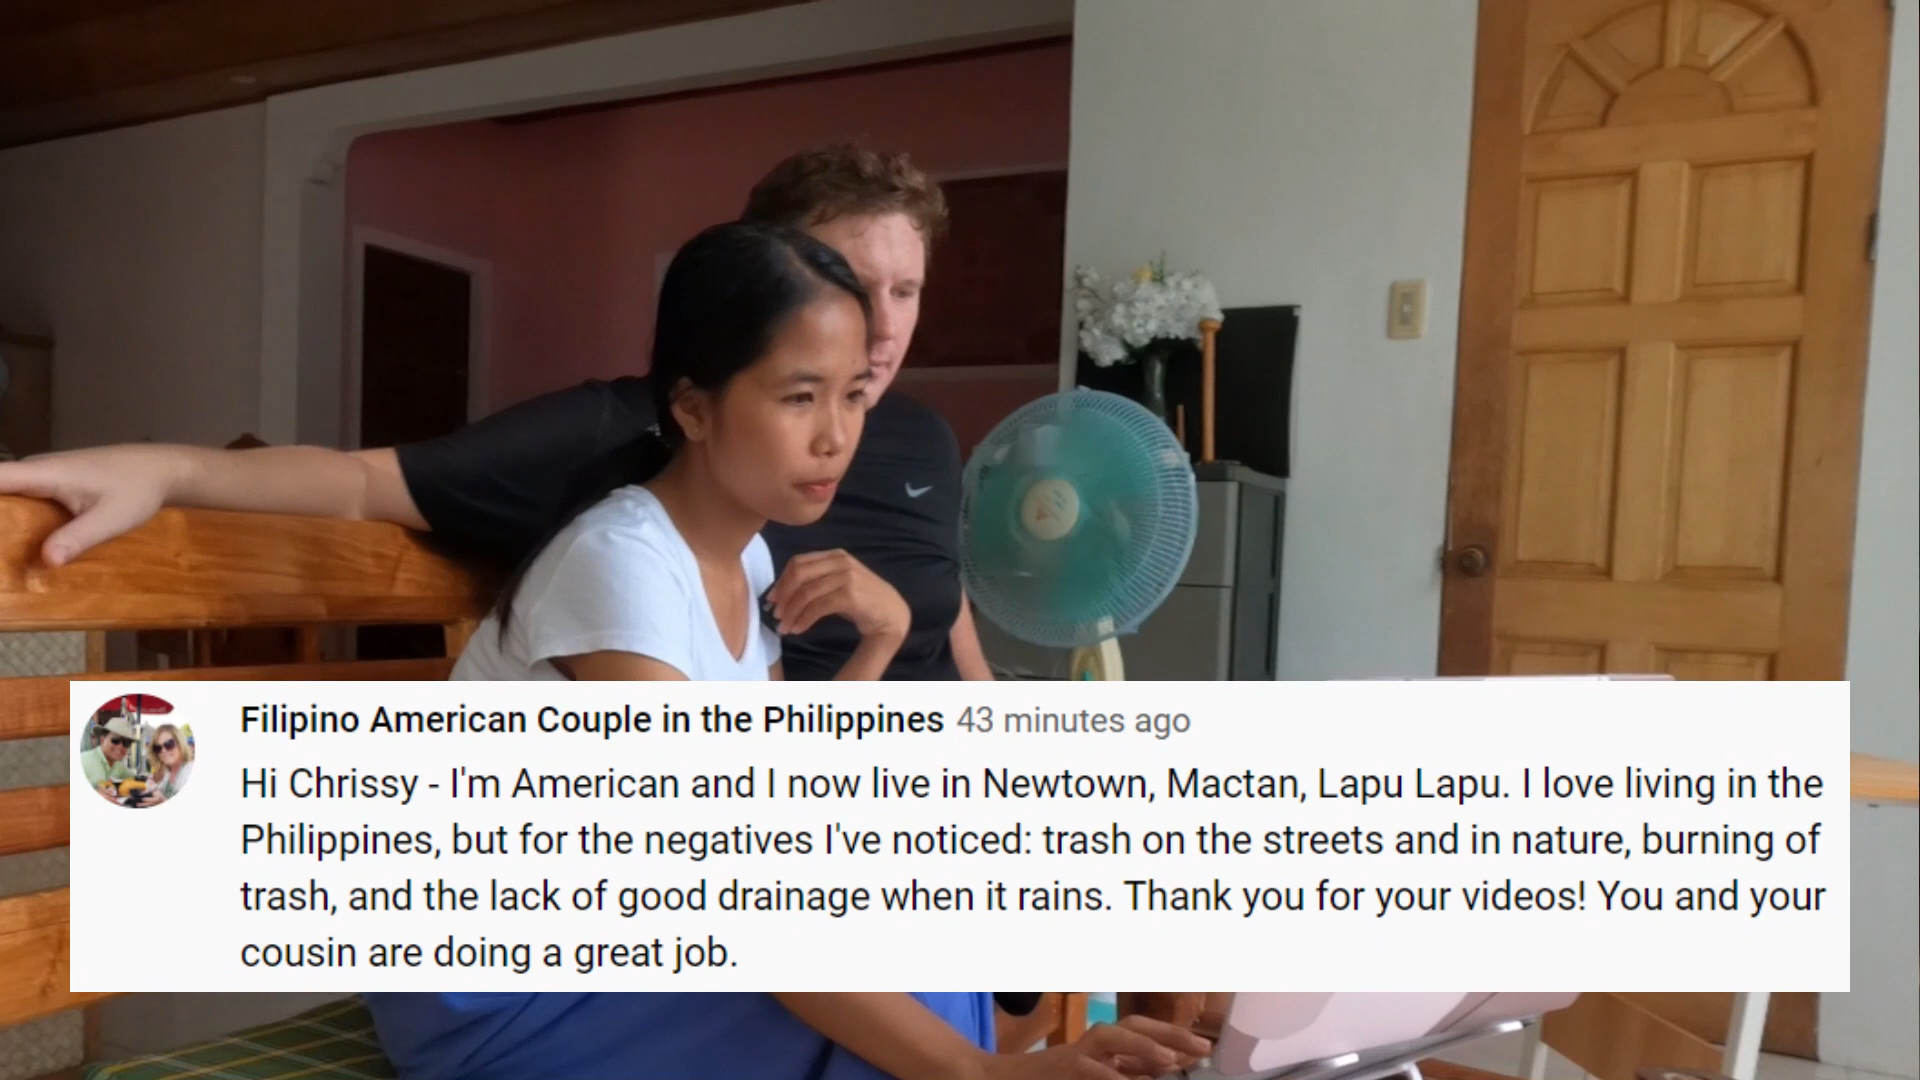 Filipino American Couple in the Philippines 43 minutes ago
Hi Chrissy - I'm American and I now live in Newtown, Mactan, Lapu Lapu. I love living in the
Philippines, but for the negatives I've noticed: trash on the streets and in nature, burning of
trash, and the lack of good drainage when it rains. Thank you for your videos! You and your
cousin are doing a great job.